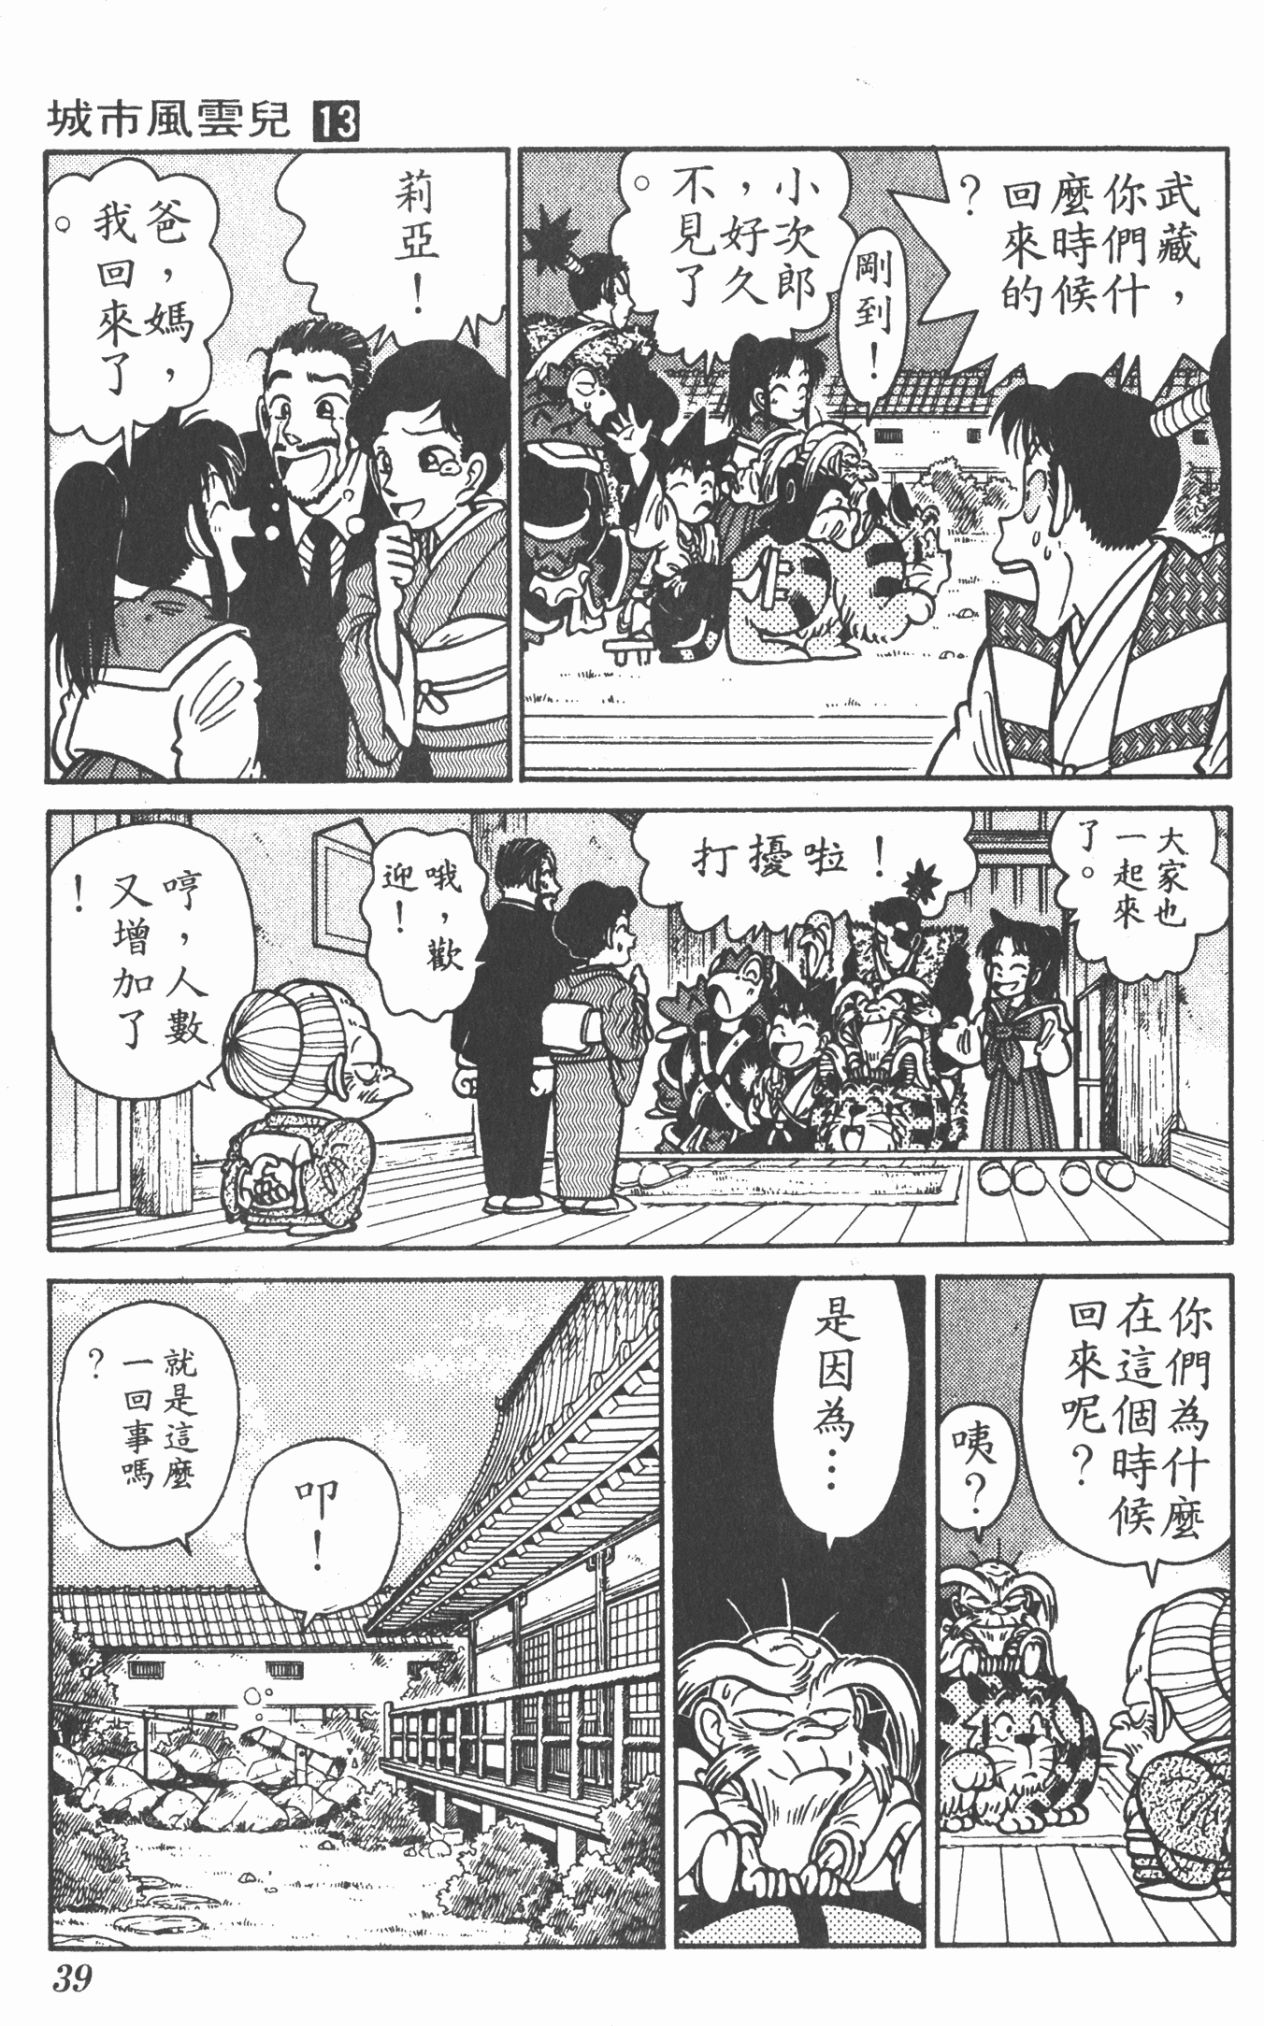 城市風雲兒 13
武藏，
你們什
麼時候
回來的
？
剛到！
小次郎
，好久
不見了
。
莉亞！
爸，媽，
我回來了
。
大家也
一起來
了。
打擾啦！
哦，歡
迎！
哼，人數
又增加了
！
你們為什麼
在這個時候
回來呢？
咦？
是因為…
叩！
就是這麼
一回事嗎
？
39